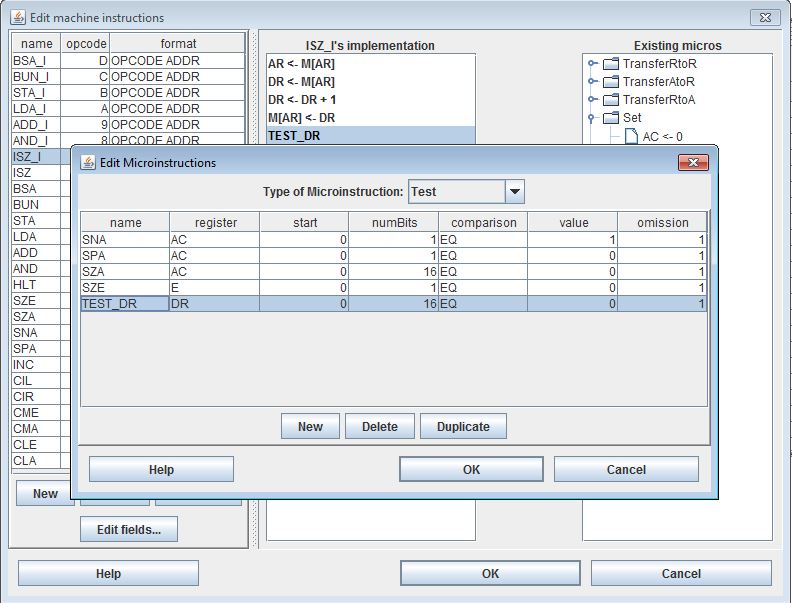 Edit machine instructions
name opcode format
BSA_I D OPCODE ADDR
BUN_I C OPCODE ADDR
STA_I B OPCODE ADDR
LDA_I A OPCODE ADDR
ADD_I 9 OPCODE ADDR
AND_I 8 OPCODE ADDR
ISZ_I
ISZ
BSA
BUN
STA
LDA
ADD
AND
HLT
SZE
SZA
SNA
SPA
INC
CIL
CIR
CME
CMA
CLE
CLA
New
Edit fields...
ISZ_I's implementation
AR <- M[AR]
DR <- M[AR]
DR <- DR + 1
M[AR] <- DR
TEST_DR
Existing micros
TransferRtoR
TransferAtoR
TransferRtoA
Set
AC <- 0
Edit Microinstructions
Type of Microinstruction: Test
name register start numBits comparison value omission
SNA AC 0 1 EQ 1 1
SPA AC 0 1 EQ 0 1
SZA AC 0 16 EQ 0 1
SZE E 0 1 EQ 0 1
TEST_DR DR 0 16 EQ 0 1
New Delete Duplicate
Help OK Cancel
Help OK Cancel